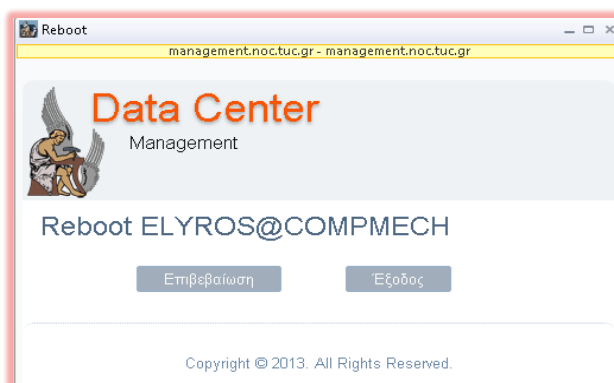 Reboot
management.noc.tuc.gr - management.noc.tuc.gr
Data Center
Management
Reboot ELYROS@COMPMECH
Επιβεβαίωση Έξοδος
Copyright © 2013. All Rights Reserved.